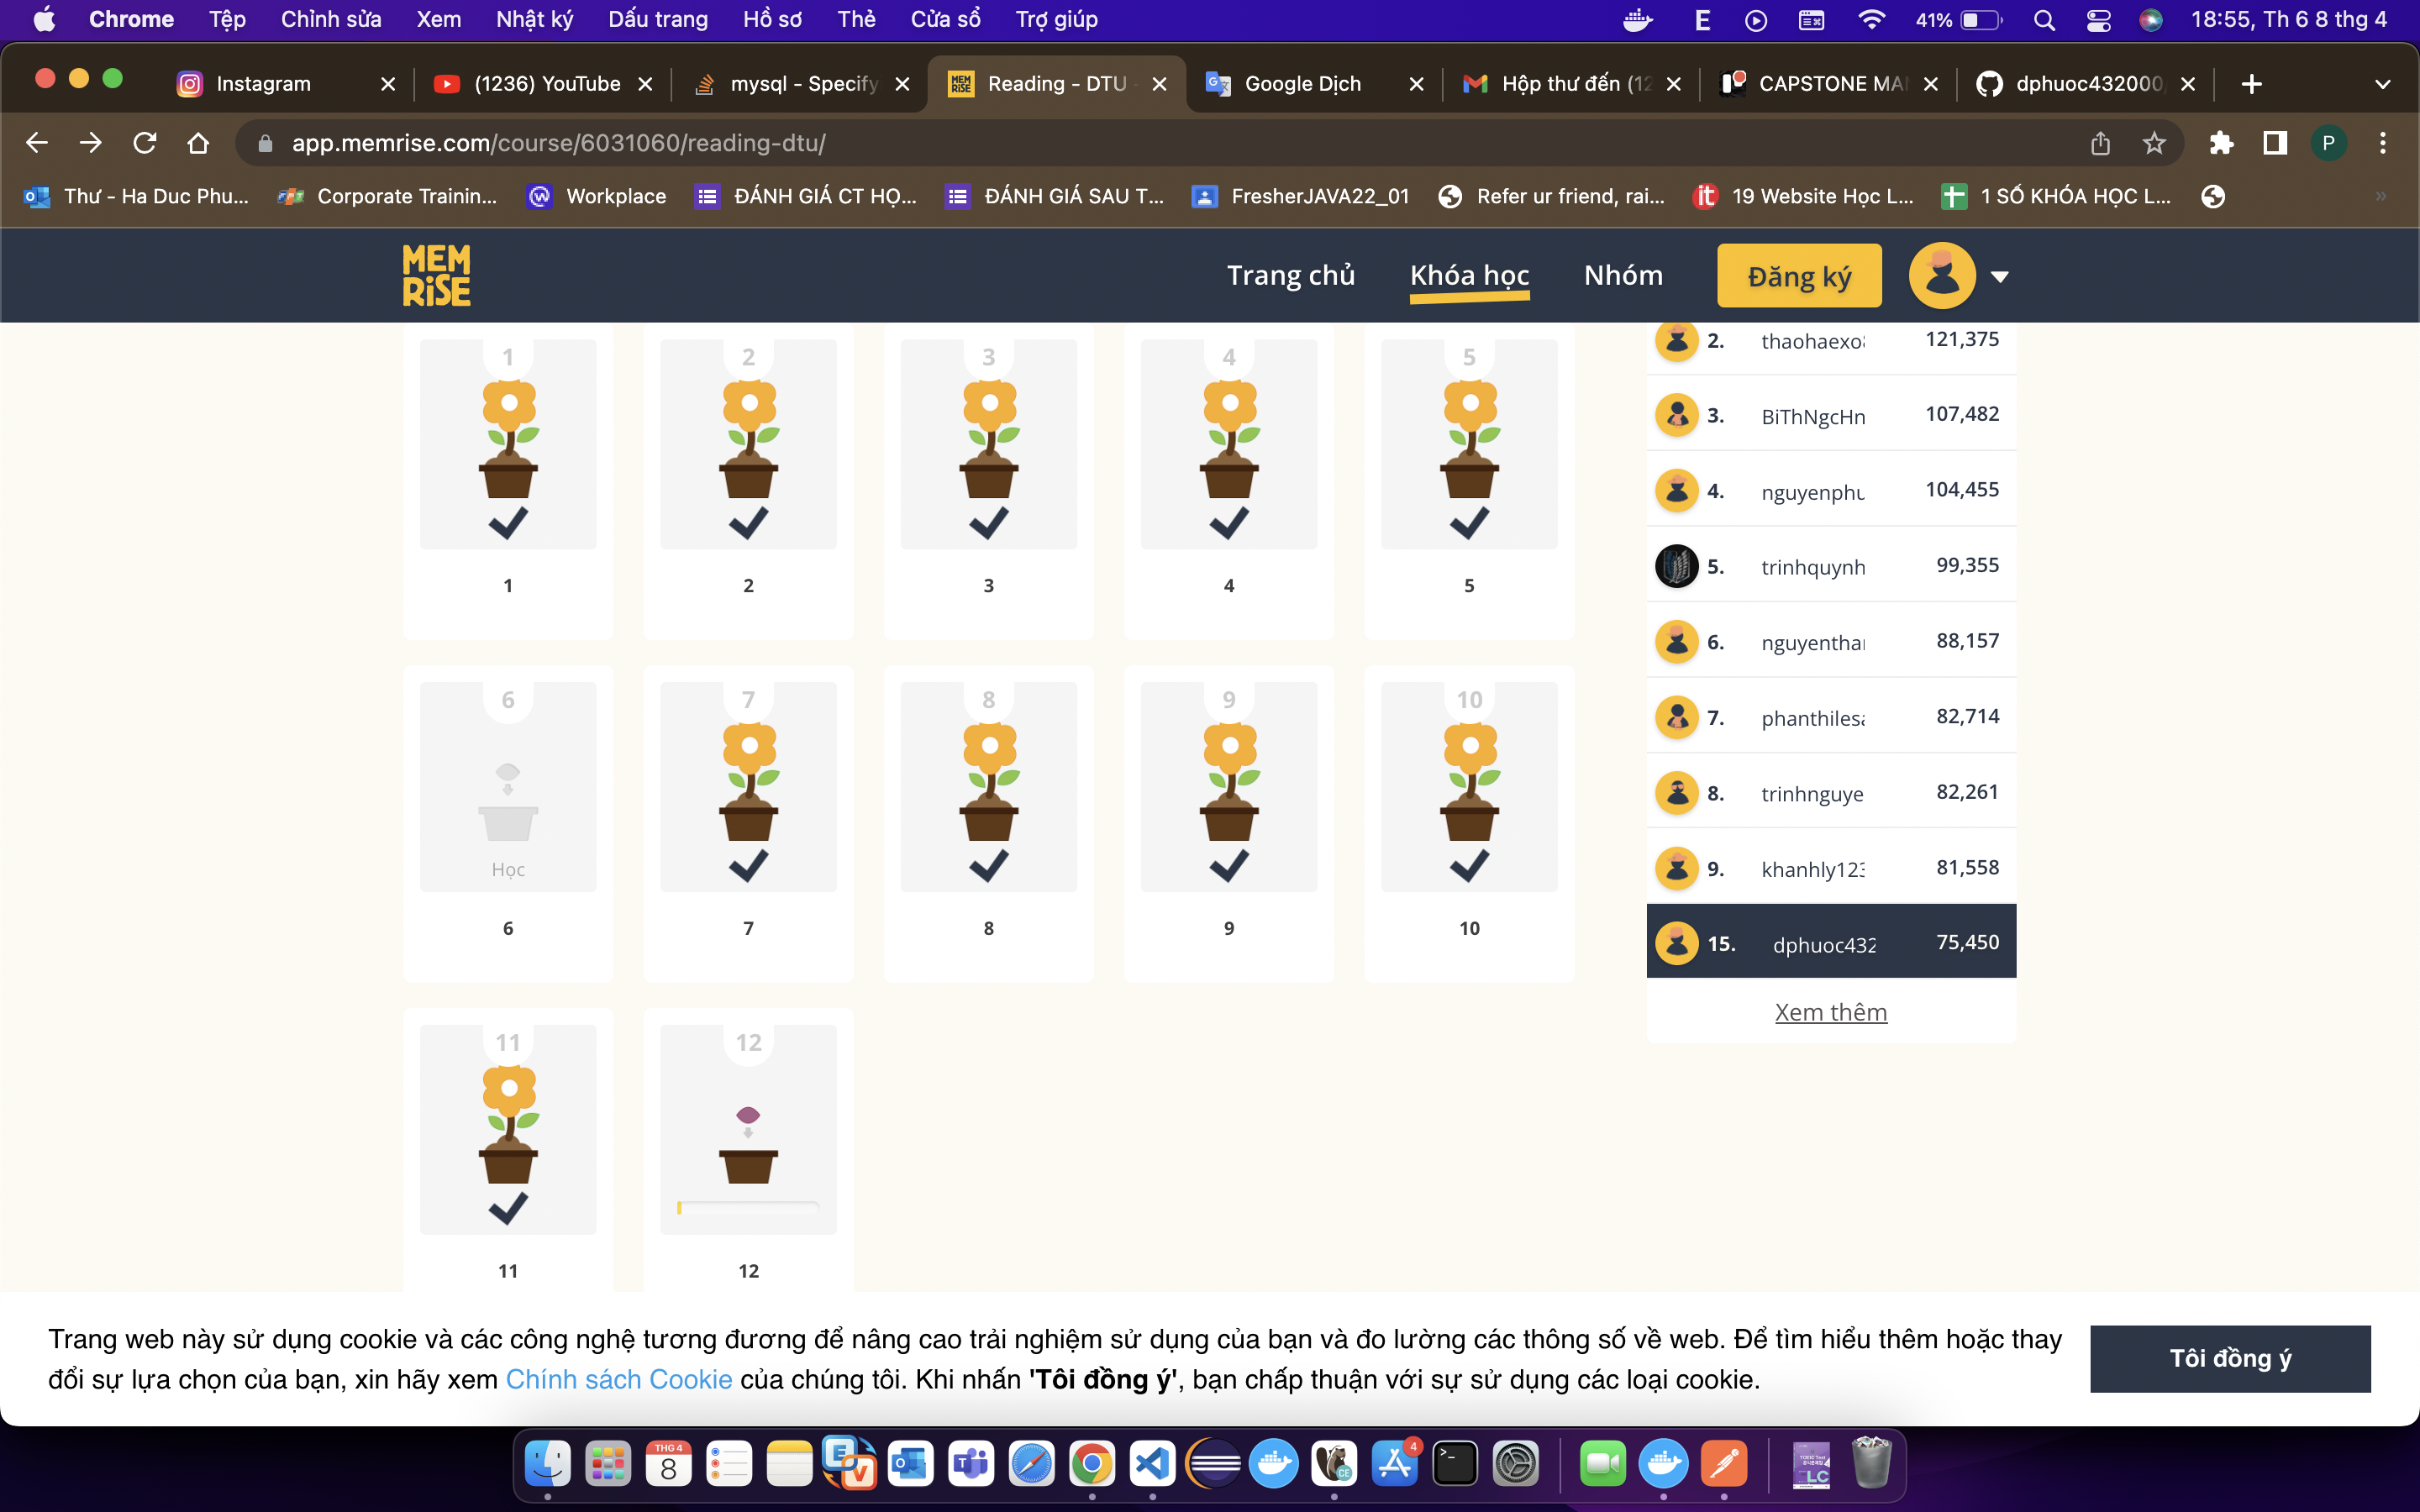 Chrome Tệp Chỉnh sửa Xem Nhật ký Dấu trang Hồ sơ Thẻ Cửa sổ Trợ giúp E 41% 18:55, Th 6 8 thg 4
Instagram (1236) YouTube mysql - Specify Reading - DTU Google Dịch Hộp thư đến (12 CAPSTONE MA dphuoc432000
app.memrise.com/course/6031060/reading-dtu/ P
Thư - Ha Duc Phu... Corporate Trainin... Workplace ĐÁNH GIÁ CT HỌ... ĐÁNH GIÁ SAU T... FresherJAVA22_01 Refer ur friend, rai... 19 Website Học L... 1 SỐ KHÓA HỌC L... »
MEM RiSE Trang chủ Khóa học Nhóm Đăng ký
1 2 3 4 5
1 2 3 4 5
6 7 8 9 10
Học
6 7 8 9 10
11 12
11 12
2. thaohaexo 121,375
3. BiThNgcHn 107,482
4. nguyenphu 104,455
5. trinhquynh 99,355
6. nguyenthai 88,157
7. phanthilesa 82,714
8. trinhnguye 82,261
9. khanhly123 81,558
15. dphuoc432 75,450
Xem thêm
Trang web này sử dụng cookie và các công nghệ tương đương để nâng cao trải nghiệm sử dụng của bạn và đo lường các thông số về web. Để tìm hiểu thêm hoặc thay
đổi sự lựa chọn của bạn, xin hãy xem Chính sách Cookie của chúng tôi. Khi nhấn 'Tôi đồng ý', bạn chấp thuận với sự sử dụng các loại cookie.
Tôi đồng ý
THG 4
8
4
LC